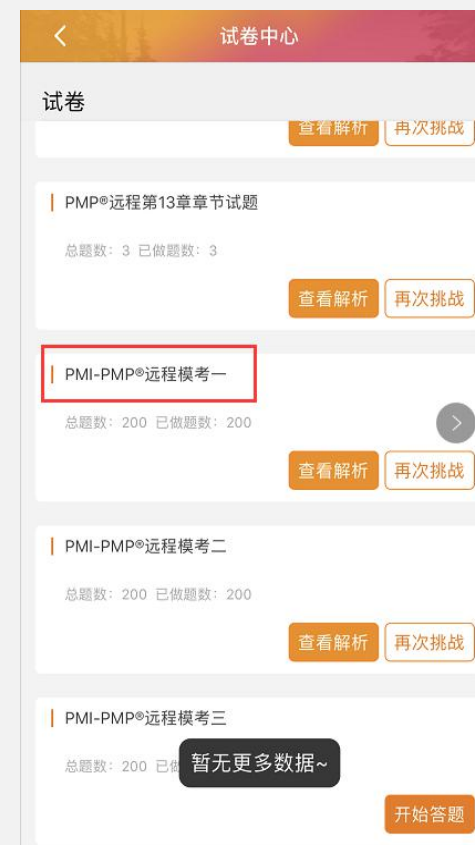 试卷中心
试卷
查看解析 再次挑战
PMP®远程第13章章节试题
总题数：3 已做题数：3
查看解析 再次挑战
PMI-PMP®远程模考一
总题数：200 已做题数：200
查看解析 再次挑战
PMI-PMP®远程模考二
总题数：200 已做题数：200
查看解析 再次挑战
PMI-PMP®远程模考三
总题数：200 已做
暂无更多数据~
开始答题